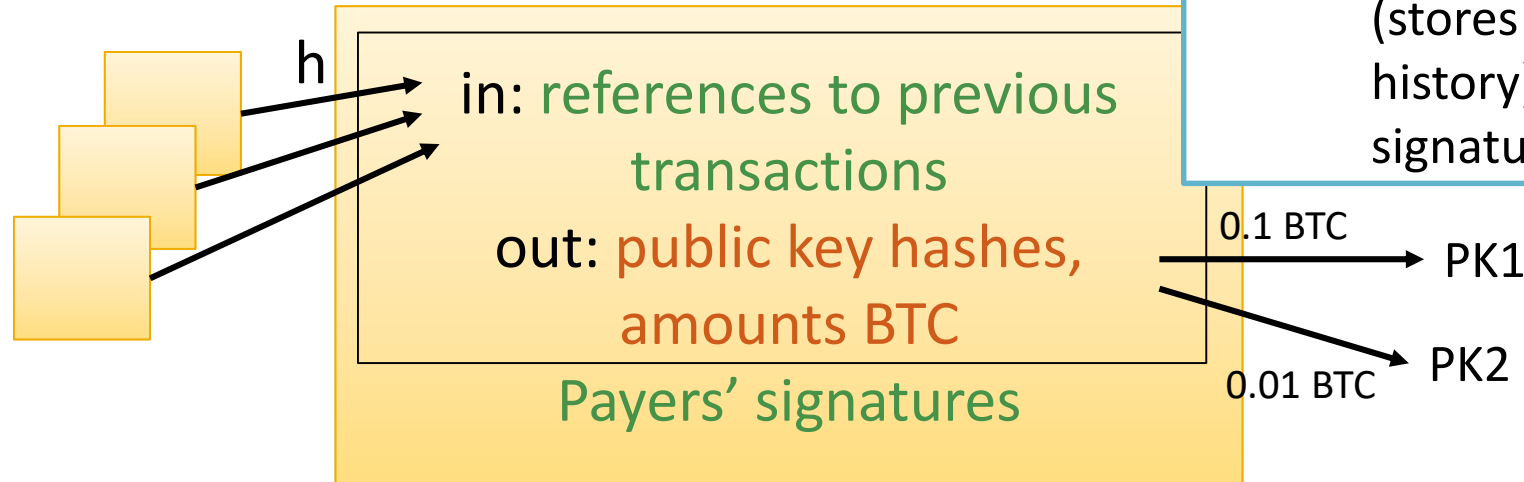 (stores
history)
h
in: references to previous
transactions
signatu
out: public key hashes,
0.1 BTC
PK1
amounts BTC
PK2
0.01 BTC
Payers’ signatures